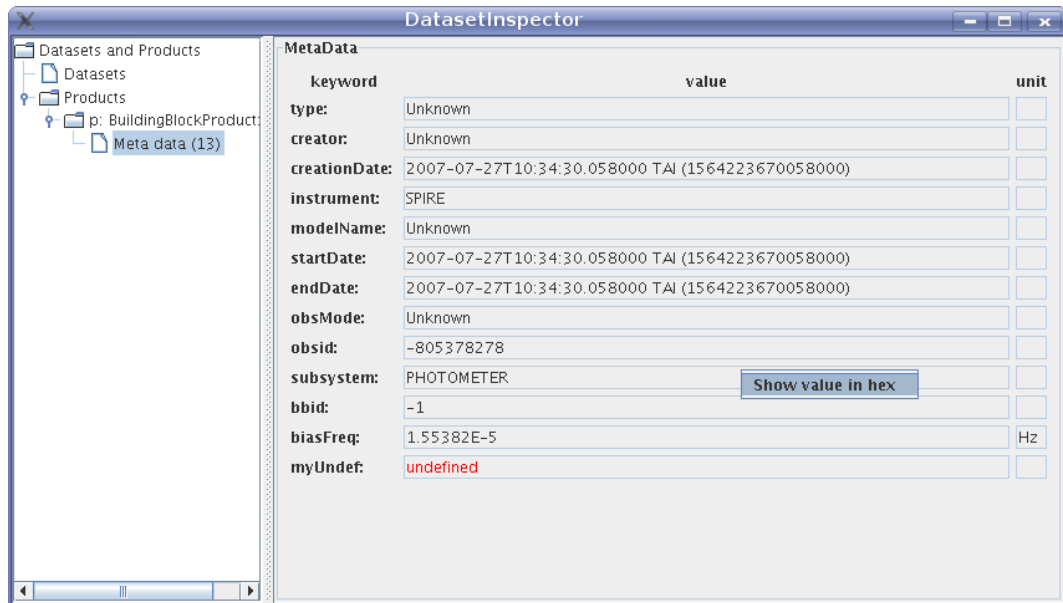 DatasetInspector
Datasets and Products
Datasets
Products
p: BuildingBlockProduct:
Meta data (13)
MetaData
keyword value unit
type: Unknown
creator: Unknown
creationDate: 2007-07-27T10:34:30.058000 TAI (1564223670058000)
instrument: SPIRE
modelName: Unknown
startDate: 2007-07-27T10:34:30.058000 TAI (1564223670058000)
endDate: 2007-07-27T10:34:30.058000 TAI (1564223670058000)
obsMode: Unknown
obsid: -805378278
subsystem: PHOTOMETER
Show value in hex
bbid: -1
biasFreq: 1.55382E-5 Hz
myUndef: undefined